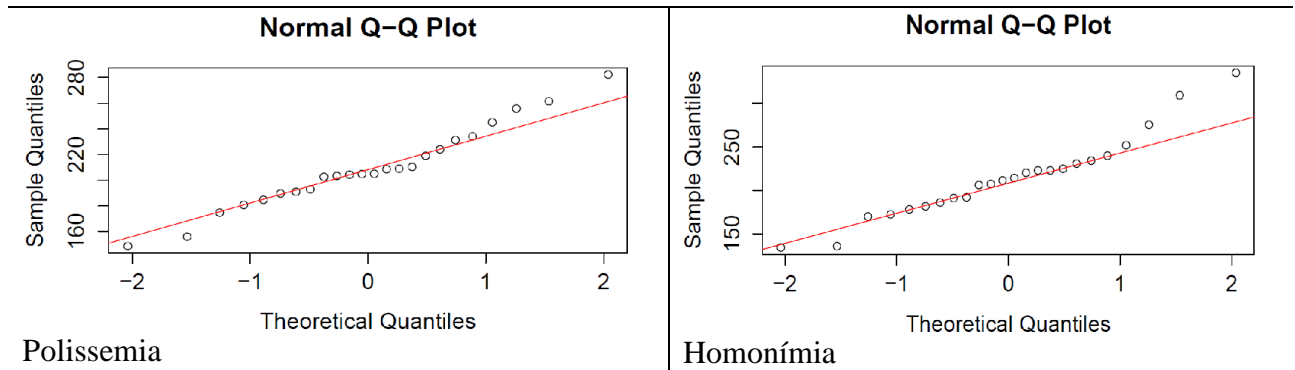 Normal Q−Q Plot
Sample Quantiles
280
220
160
−2 −1 0 1 2
Theoretical Quantiles
Polissemia
Normal Q−Q Plot
Sample Quantiles
250
150
−2 −1 0 1 2
Theoretical Quantiles
Homonímia